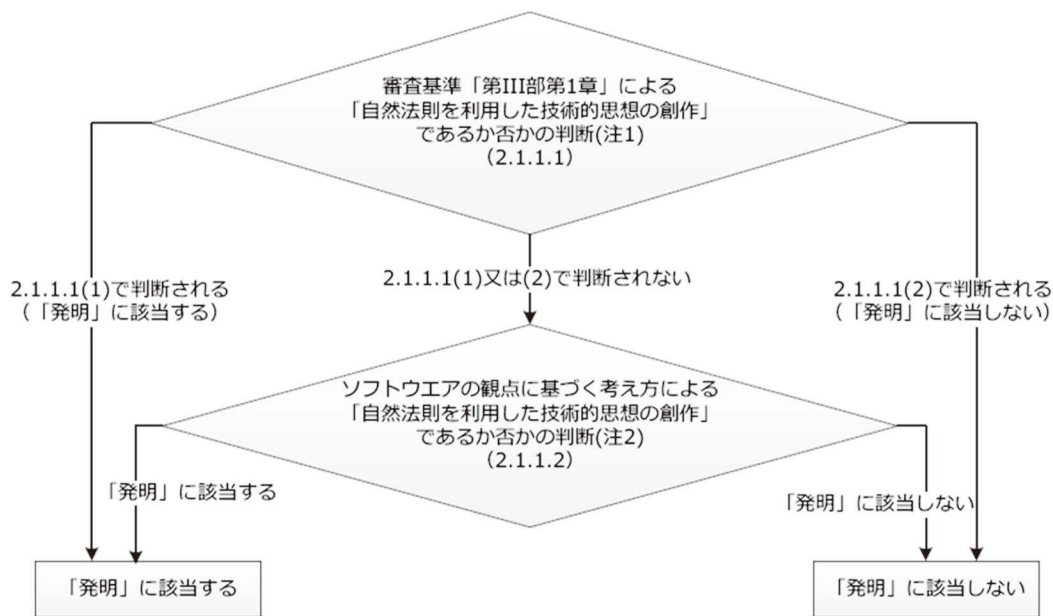 審査基準「第III部第1章」による
「自然法則を利用した技術的思想の創作」
であるか否かの判断(注1)
（2.1.1.1）
2.1.1.1(1)で判断される
（「発明」に該当する）
2.1.1.1(1)又は(2)で判断されない
2.1.1.1(2)で判断される
（「発明」に該当しない）
ソフトウエアの観点に基づく考え方による
「自然法則を利用した技術的思想の創作」
であるか否かの判断(注2)
（2.1.1.2）
「発明」に該当する
「発明」に該当しない
「発明」に該当する
「発明」に該当しない